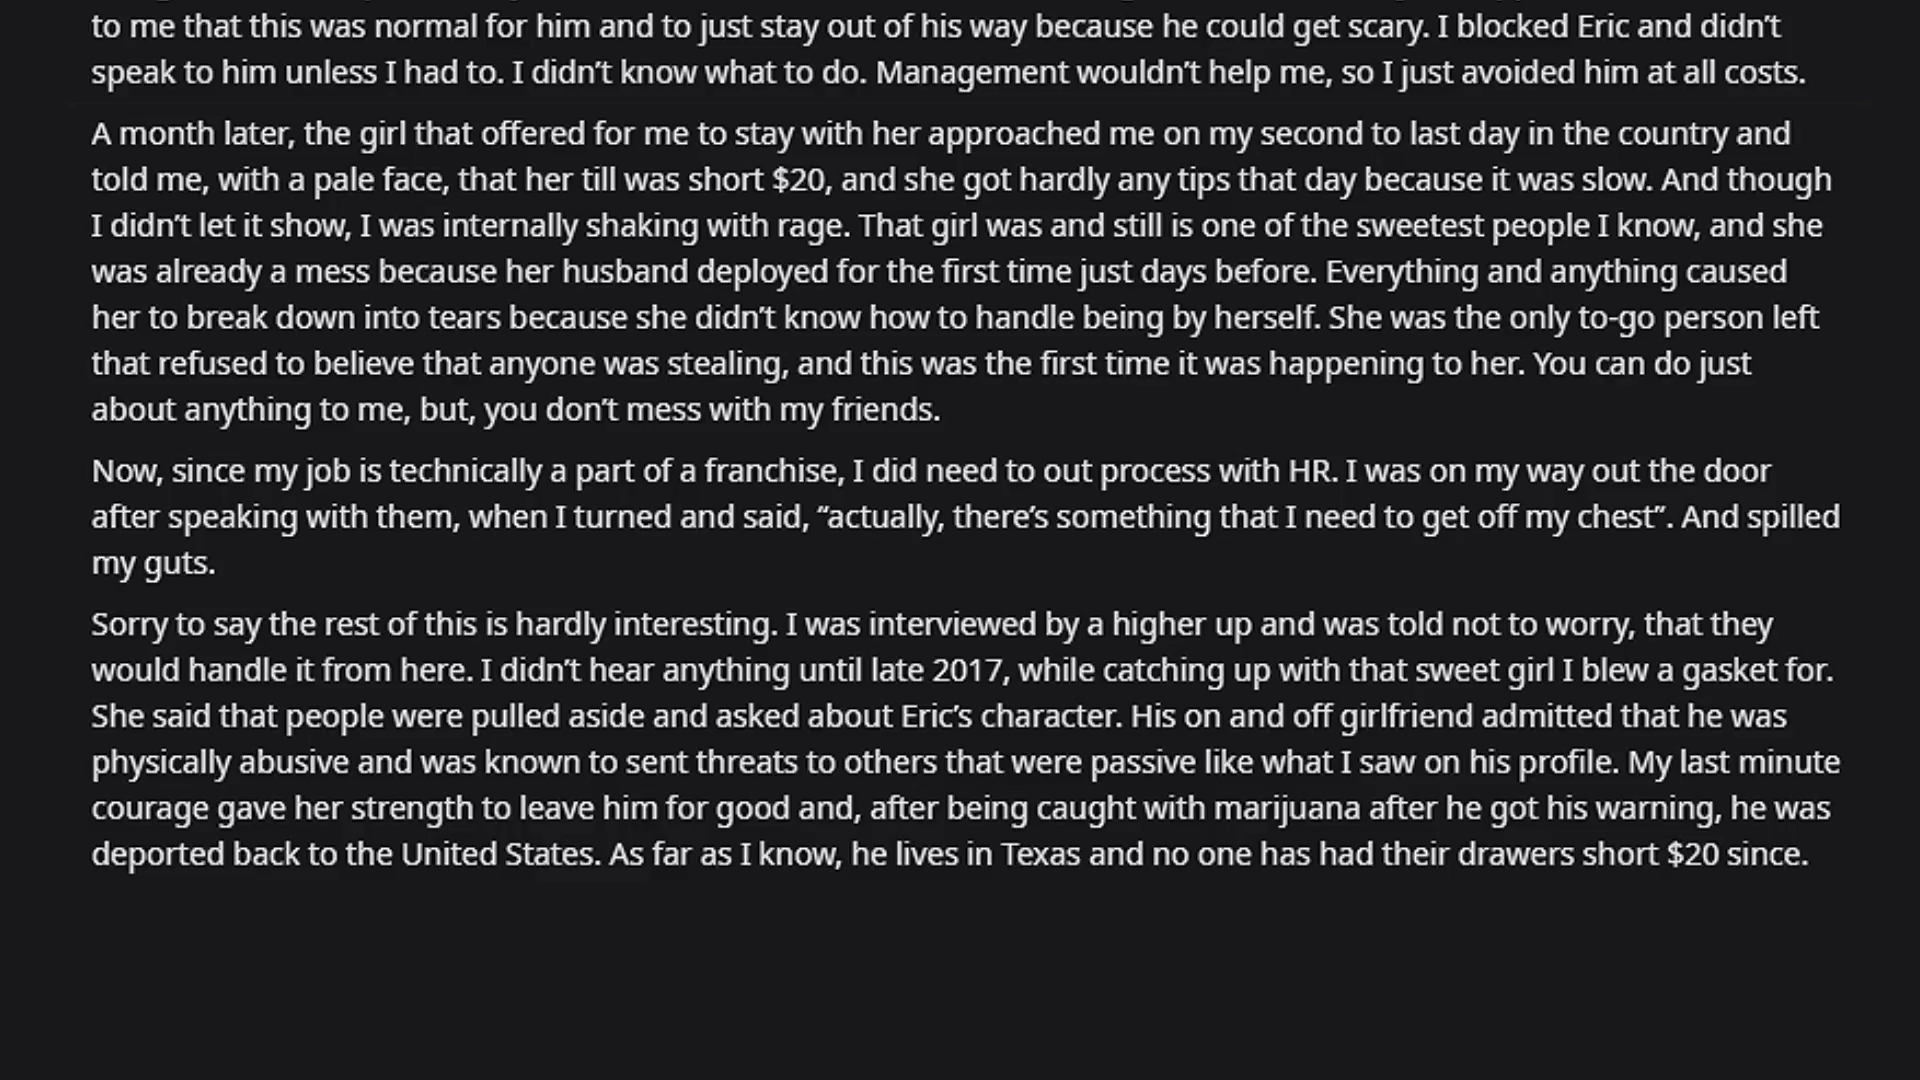 to me that this was normal for him and to just stay out of his way because he could get scary. I blocked Eric and didn’t
speak to him unless I had to. I didn’t know what to do. Management wouldn’t help me, so I just avoided him at all costs.
A month later, the girl that offered for me to stay with her approached me on my second to last day in the country and
told me, with a pale face, that her till was short $20, and she got hardly any tips that day because it was slow. And though
I didn’t let it show, I was internally shaking with rage. That girl was and still is one of the sweetest people I know, and she
was already a mess because her husband deployed for the first time just days before. Everything and anything caused
her to break down into tears because she didn’t know how to handle being by herself. She was the only to-go person left
that refused to believe that anyone was stealing, and this was the first time it was happening to her. You can do just
about anything to me, but, you don’t mess with my friends.
Now, since my job is technically a part of a franchise, I did need to out process with HR. I was on my way out the door
after speaking with them, when I turned and said, “actually, there’s something that I need to get off my chest”. And spilled
my guts.
Sorry to say the rest of this is hardly interesting. I was interviewed by a higher up and was told not to worry, that they
would handle it from here. I didn’t hear anything until late 2017, while catching up with that sweet girl I blew a gasket for.
She said that people were pulled aside and asked about Eric’s character. His on and off girlfriend admitted that he was
physically abusive and was known to sent threats to others that were passive like what I saw on his profile. My last minute
courage gave her strength to leave him for good and, after being caught with marijuana after he got his warning, he was
deported back to the United States. As far as I know, he lives in Texas and no one has had their drawers short $20 since.